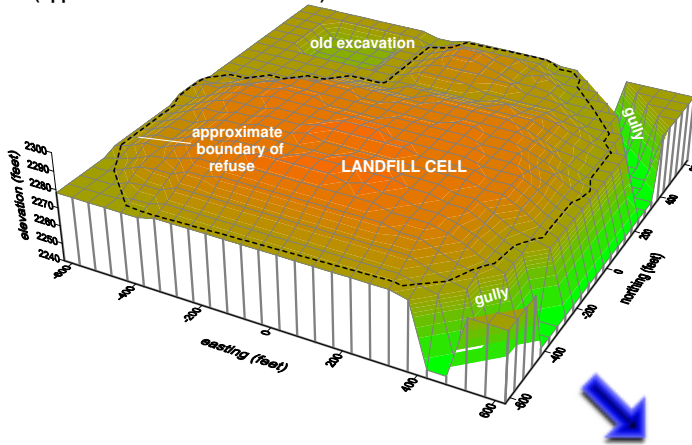 old excavation
gully
approximate
boundary of
refuse
LANDFILL CELL
2300
2290
2280
2270
2260
2250
2240
elevation (feet)
-600
-400
-200
0
200
400
600
easting (feet)
gully
-600
-400
-200
0
200
400
northing (feet)